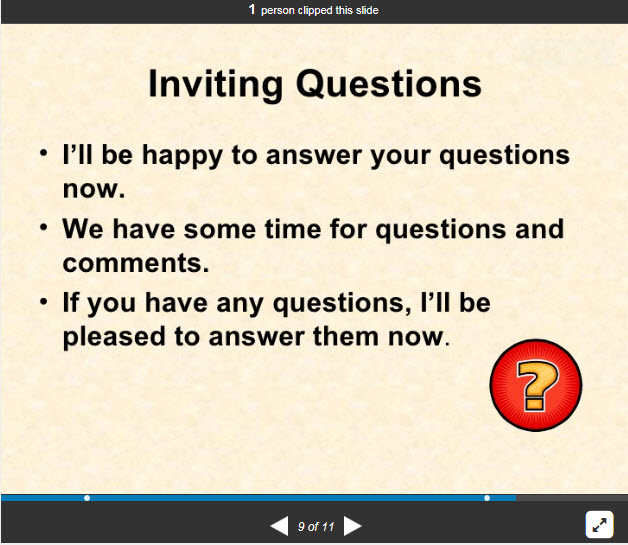 1 person clipped this slide
Inviting Questions
• I’ll be happy to answer your questions
now.
• We have some time for questions and
comments.
• If you have any questions, I’ll be
pleased to answer them now.
?
9 of 11